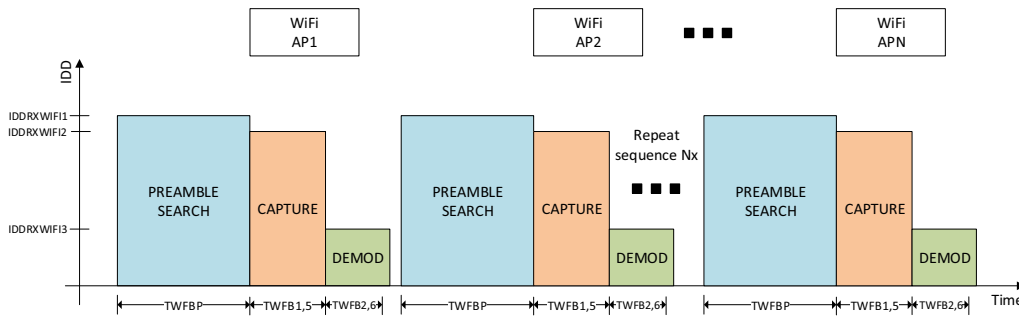 WiFi
AP1
WiFi
AP2
WiFi
APN
IDD
IDDRXWIFI1
IDDRXWIFI2
IDDRXWIFI3
PREAMBLE
SEARCH
CAPTURE
DEMOD
PREAMBLE
SEARCH
CAPTURE
DEMOD
Repeat
sequence Nx
PREAMBLE
SEARCH
CAPTURE
DEMOD
TWFBP
TWFB1,5
TWFB2,6
TWFBP
TWFB1,5
TWFB2,6
TWFBP
TWFB1,5
TWFB2,6
Time